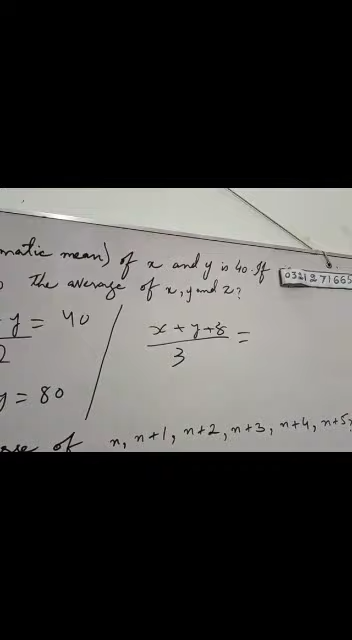 matic mean) of x and y is 40. If
0321271665
The average of x, y and z?
y = 40
2
x + y + z =
3
y = 80
of n, n+1, n+2, n+3, n+4, n+5,